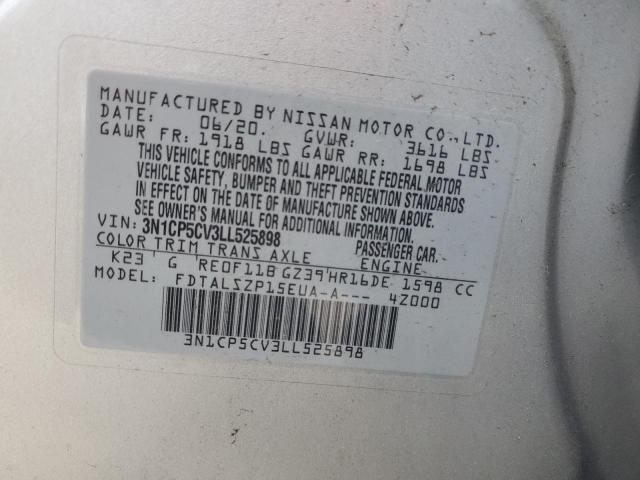 MANUFACTURED BY NISSAN MOTOR CO., LTD.
DATE: 06/20. GVWR: 3616 LBS
GAWR FR: 1918 LBS GAWR RR: 1698 LBS
THIS VEHICLE CONFORMS TO ALL APPLICABLE FEDERAL MOTOR
VEHICLE SAFETY, BUMPER AND THEFT PREVENTION STANDARDS
IN EFFECT ON THE DATE OF MANUFACTURE SHOWN ABOVE.
SEE OWNER'S MANUAL FOR ADDITIONAL INFORMATION.
VIN: 3N1CP5CV3LL525898 PASSENGER CAR.
COLOR TRIM TRANS AXLE ENGINE
K23 ' G 'RE0F11B GZ39'HR16DE 1598 CC
MODEL: FDTALSZP15EUA-A--- 4Z000
3N1CP5CV3LL525898